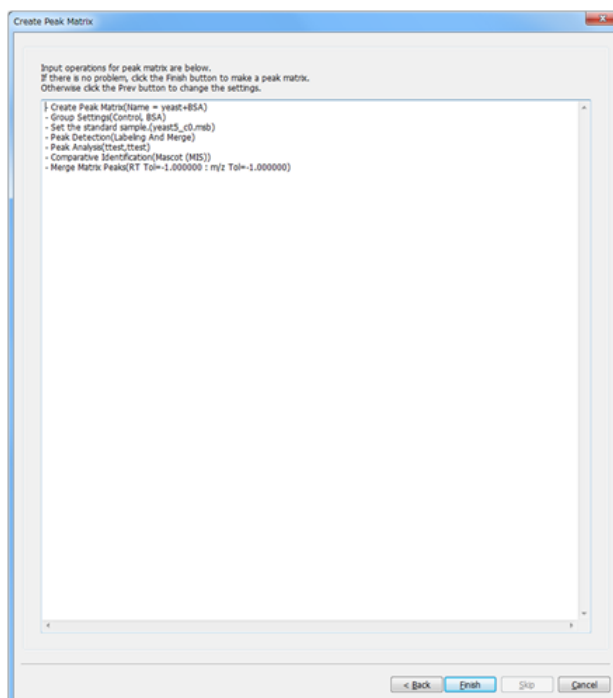 Create Peak Matrix
Input operations for peak matrix are below.
If there is no problem, click the Finish button to make a peak matrix.
Otherwise click the Prev button to change the settings.
- Create Peak Matrix(Name = yeast+BSA)
- Group Settings(Control, BSA)
- Set the standard sample.(yeast5_c0.msb)
- Peak Detection(Labeling And Merge)
- Peak Analysis(ttest,ttest)
- Comparative Identification(Mascot (MIS))
- Merge Matrix Peaks(RT Tol=-1.000000 : m/z Tol=-1.000000)
< Back Finish Skip Cancel